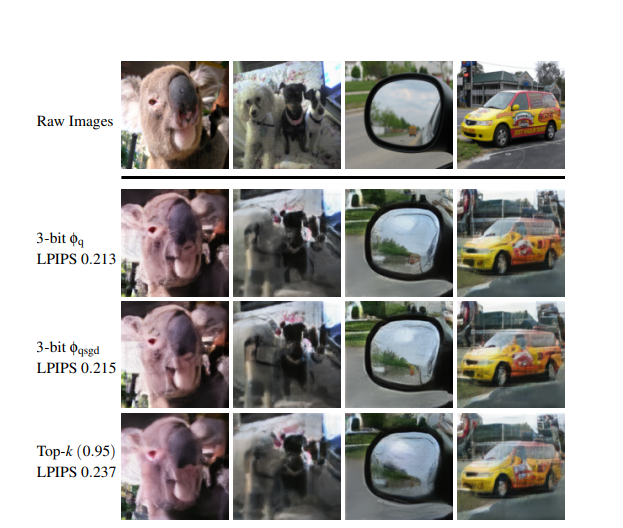 Raw Images
3-bit ϕq
LPIPS 0.213
3-bit ϕqsgd
LPIPS 0.215
Top-k (0.95)
LPIPS 0.237